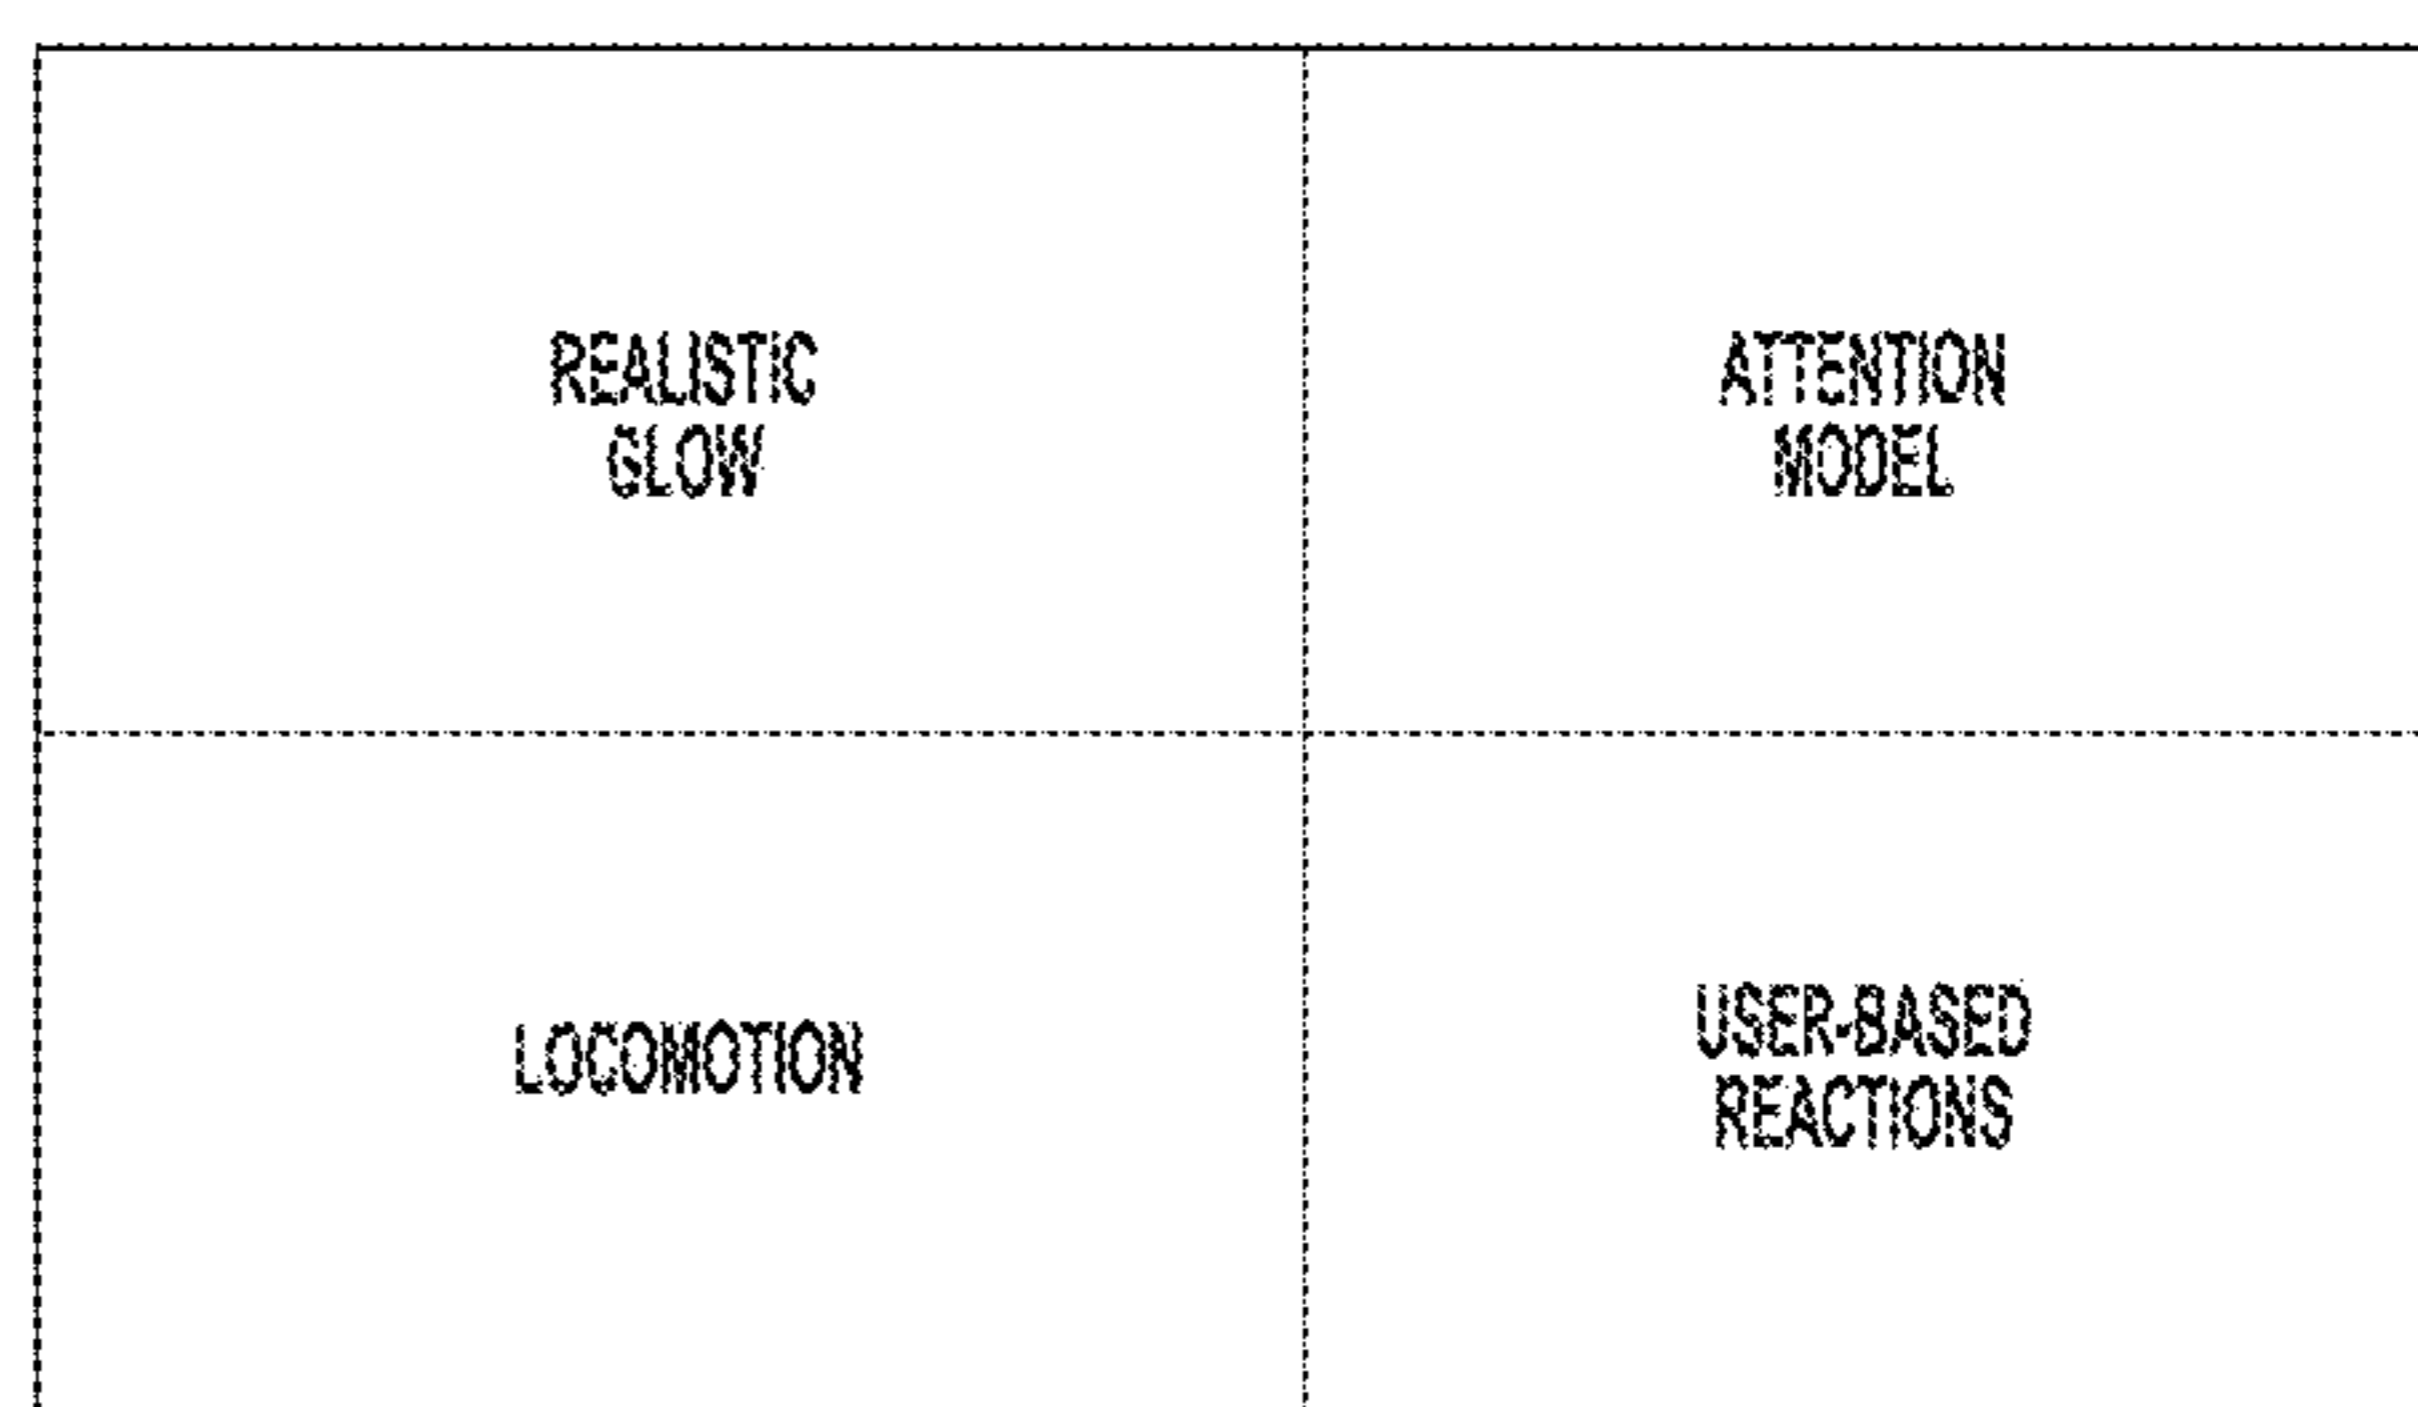 REALISTIC
GLOW
ATTENTION
MODEL
LOCOMOTION
USER-BASED
REACTIONS